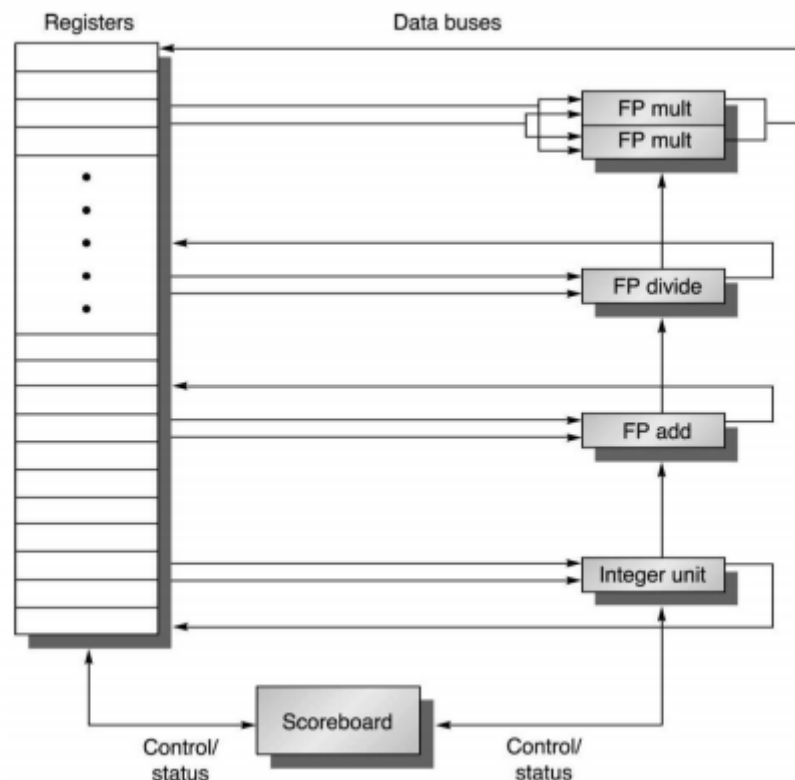 Registers
Data buses
FP mult
FP mult
FP divide
FP add
Integer unit
Scoreboard
Control/
status
Control/
status